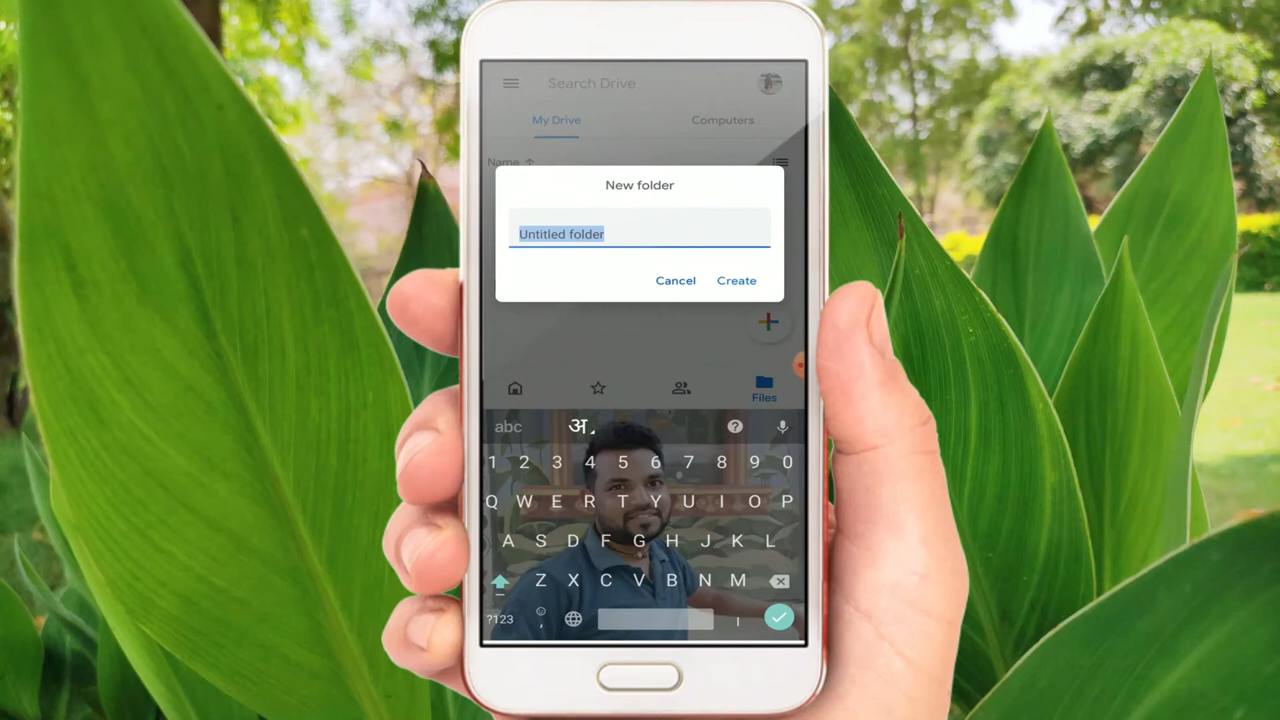 Search Drive
My Drive Computers
Name
New folder
Untitled folder
Cancel Create
Files
abc अ
1 2 3 4 5 6 7 8 9 0
Q W E R T Y U I O P
A S D F G H J K L
Z X C V B N M
?123 ,